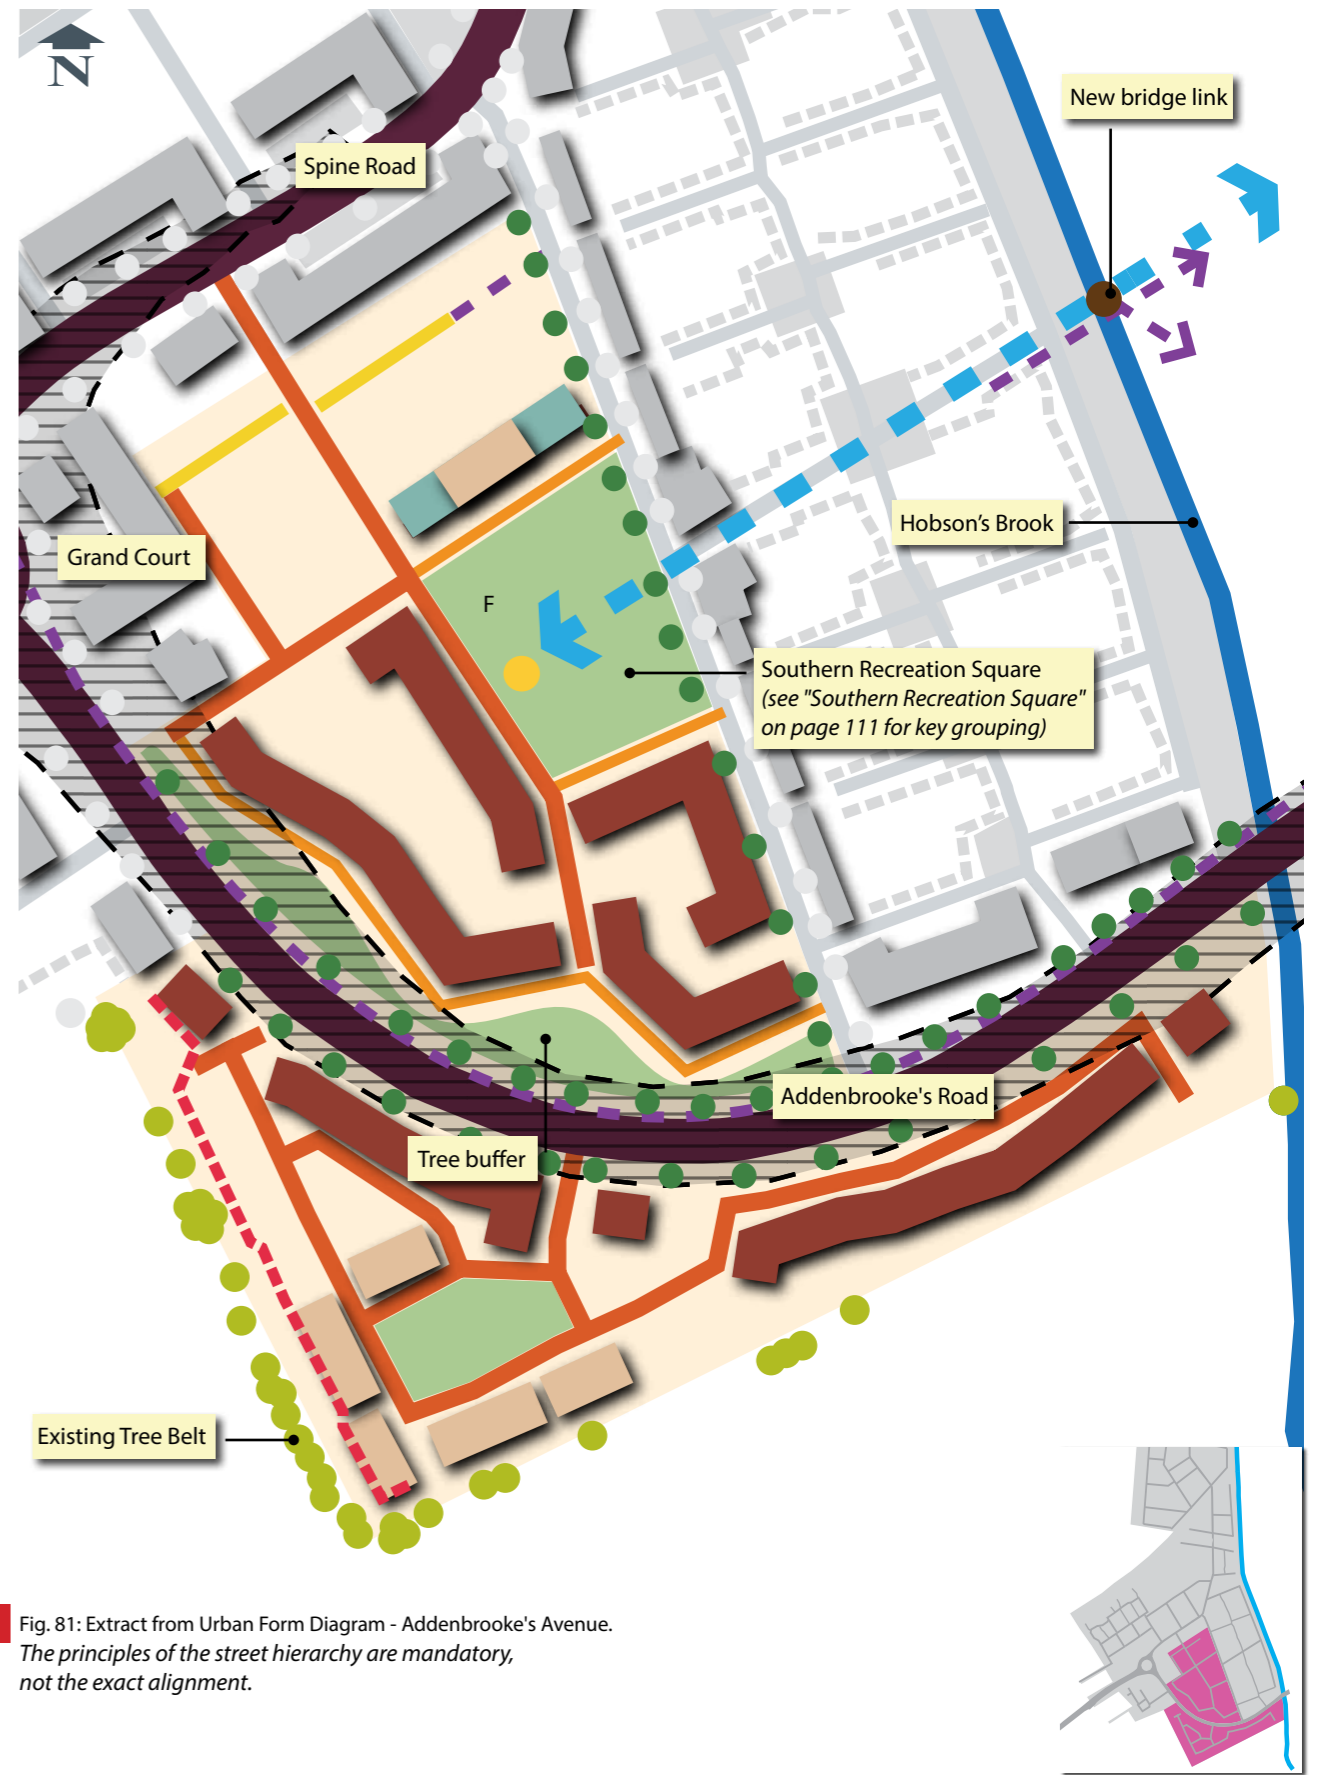 N
New bridge link
Spine Road
Hobson's Brook
Grand Court
F
Southern Recreation Square
(see "Southern Recreation Square"
on page 111 for key grouping)
Addenbrooke's Road
Tree buffer
Existing Tree Belt
Fig. 81: Extract from Urban Form Diagram - Addenbrooke's Avenue.
The principles of the street hierarchy are mandatory,
not the exact alignment.